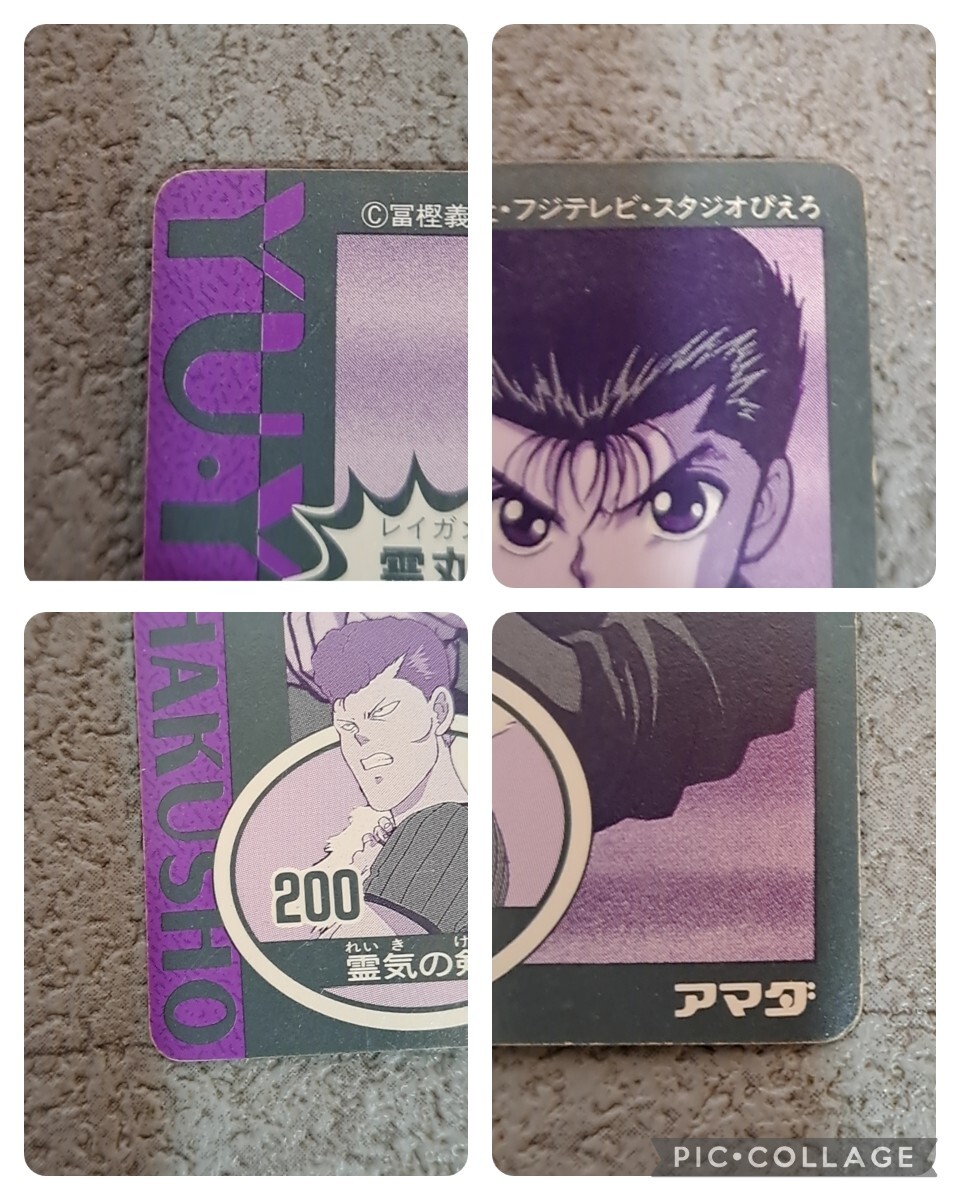 YU・Y
©冨樫義
・フジテレビ・スタジオぴえろ
レイガン
霊丸
HAKUSHO
200
れいき け
霊気の剣
アマダ
PIC•COLLAGE